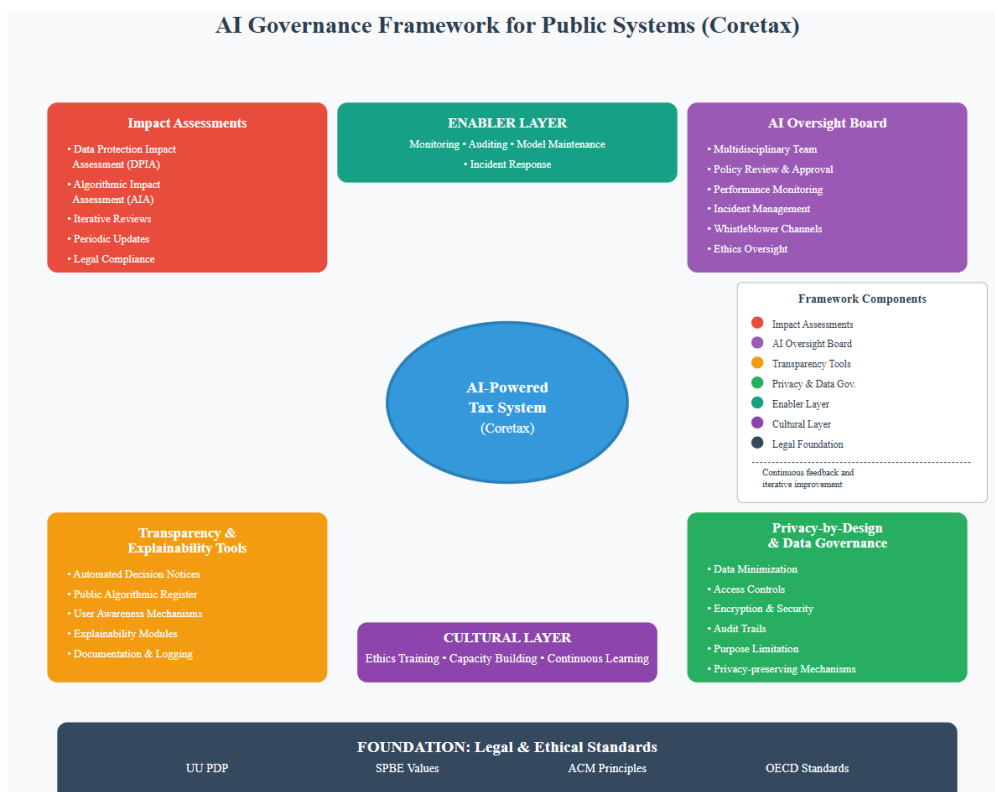 AI Governance Framework for Public Systems (Coretax)
Impact Assessments
• Data Protection Impact
Assessment (DPIA)
• Algorithmic Impact
Assessment (AIA)
• Iterative Reviews
• Periodic Updates
• Legal Compliance
ENABLER LAYER
Monitoring • Auditing • Model Maintenance
• Incident Response
AI Oversight Board
• Multidisciplinary Team
• Policy Review & Approval
• Performance Monitoring
• Incident Management
• Whistleblower Channels
• Ethics Oversight
Framework Components
Impact Assessments
AI Oversight Board
Transparency Tools
Privacy & Data Gov.
Enabler Layer
Cultural Layer
Legal Foundation
Continuous feedback and
iterative improvement
AI-Powered
Tax System
(Coretax)
Transparency &
Explainability Tools
• Automated Decision Notices
• Public Algorithmic Register
• User Awareness Mechanisms
• Explainability Modules
• Documentation & Logging
CULTURAL LAYER
Ethics Training • Capacity Building • Continuous Learning
Privacy-by-Design
& Data Governance
• Data Minimization
• Access Controls
• Encryption & Security
• Audit Trails
• Purpose Limitation
• Privacy-preserving Mechanisms
FOUNDATION: Legal & Ethical Standards
UU PDP
SPBE Values
ACM Principles
OECD Standards